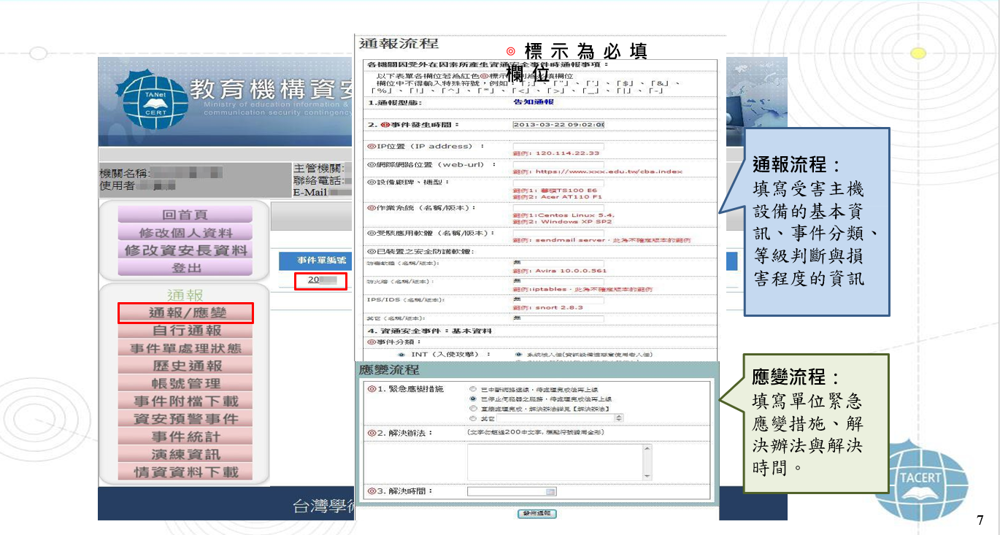 通報流程
◎ 標示為必填
欄位
各機關因受外在因素所產生資通安全事件時通報事項：
以下表單各欄位若為紅色◎標示
欄位中不得輸入特殊符號，例如
「%」、「!」、「^」、「*」、「<」、「>」、「_」、「|」、「-」
1.通報型態:
告知通報
2. ◎事件發生時間：
2013-03-22 09:02:0
◎IP位置（IP address）：
範例: 120.114.22.33
◎網際網路位置（web-url）：
範例: https://www.xxx.edu.tw/cba.index
◎設備廠牌、機型：
範例1: TS100 E6
範例2: Acer AT110 F1
◎作業系統（名稱/版本）：
範例1:Centos Linux 5.4,
範例2: Windows XP SP2
◎受駭應用軟體（名稱/版本）：
範例: sendmail server，此為不確定版本的範例
◎已裝置之安全防護軟體:
防毒軟體（名稱/版本）:
無
範例: Avira 10.0.0.561
防火牆（名稱/版本）:
無
範例:iptables，此為不確定版本的範例
IPS/IDS（名稱/版本）:
無
範例: snort 2.8.3
其它（名稱/版本）:
無
4. 資通安全事件：基本資料
◎事件分類：
INT（入侵攻擊）：
系統被入侵(資訊設備遭惡意使用者入侵)
應變流程
◎1. 緊急應變措施
已中斷網路連線，待處理完成後再上線
已停止伺服器之服務，待處理完成後再上線
直接處理完成，解決辦法詳見【解決辦法】
其它
◎2. 解決辦法：
(文字勿超過200中文字, 標點符號請用全形)
◎3. 解決時間：
發佈通報
TANet
CERT
教育機構資安
Ministry of education information &
communication security contingency
機關名稱:
使用者
主管機關:
聯絡電話:
E-Mail
回首頁
修改個人資料
修改資安長資料
登出
事件單編號
20
通報
通報/應變
自行通報
事件單處理狀態
歷史通報
帳號管理
事件附檔下載
資安預警事件
事件統計
演練資訊
情資資料下載
台灣學術
通報流程：
填寫受害主機
設備的基本資
訊、事件分類、
等級判斷與損
害程度的資訊
應變流程：
填寫單位緊急
應變措施、解
決辦法與解決
時間。
TACERT
7